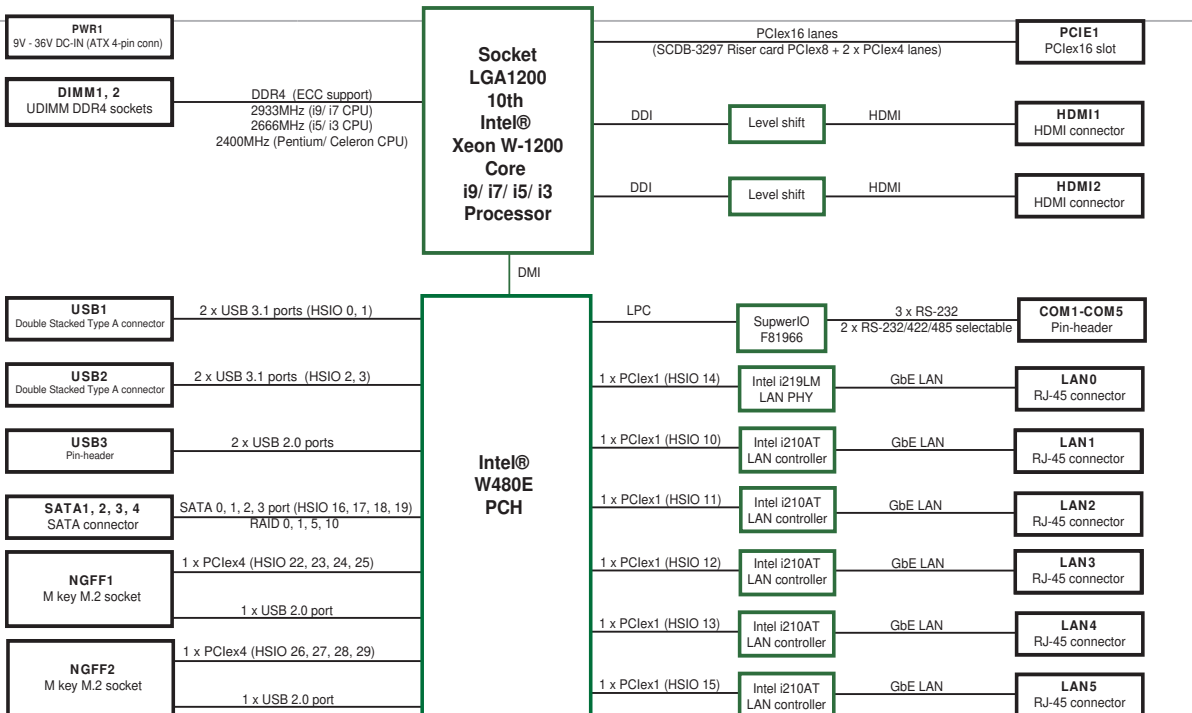 PWR1
9V - 36V DC-IN (ATX 4-pin conn)
DIMM1, 2
UDIMM DDR4 sockets
DDR4 (ECC support)
2933MHz (i9/ i7 CPU)
2666MHz (i5/ i3 CPU)
2400MHz (Pentium/ Celeron CPU)
Socket
LGA1200
10th
Intel®
Xeon W-1200
Core
i9/ i7/ i5/ i3
Processor
PCIex16 lanes
(SCDB-3297 Riser card PCIex8 + 2 x PCIex4 lanes)
PCIE1
PCIex16 slot
DDI
Level shift
HDMI
HDMI1
HDMI connector
DDI
Level shift
HDMI
HDMI2
HDMI connector
DMI
USB1
Double Stacked Type A connector
2 x USB 3.1 ports (HSIO 0, 1)
USB2
Double Stacked Type A connector
2 x USB 3.1 ports (HSIO 2, 3)
USB3
Pin-header
2 x USB 2.0 ports
SATA1, 2, 3, 4
SATA connector
SATA 0, 1, 2, 3 port (HSIO 16, 17, 18, 19)
RAID 0, 1, 5, 10
NGFF1
M key M.2 socket
1 x PCIex4 (HSIO 22, 23, 24, 25)
1 x USB 2.0 port
NGFF2
M key M.2 socket
1 x PCIex4 (HSIO 26, 27, 28, 29)
1 x USB 2.0 port
Intel®
W480E
PCH
LPC
SupwerIO
F81966
3 x RS-232
2 x RS-232/422/485 selectable
COM1-COM5
Pin-header
1 x PCIex1 (HSIO 14)
Intel i219LM
LAN PHY
GbE LAN
LAN0
RJ-45 connector
1 x PCIex1 (HSIO 10)
Intel i210AT
LAN controller
GbE LAN
LAN1
RJ-45 connector
1 x PCIex1 (HSIO 11)
Intel i210AT
LAN controller
GbE LAN
LAN2
RJ-45 connector
1 x PCIex1 (HSIO 12)
Intel i210AT
LAN controller
GbE LAN
LAN3
RJ-45 connector
1 x PCIex1 (HSIO 13)
Intel i210AT
LAN controller
GbE LAN
LAN4
RJ-45 connector
1 x PCIex1 (HSIO 15)
Intel i210AT
LAN controller
GbE LAN
LAN5
RJ-45 connector